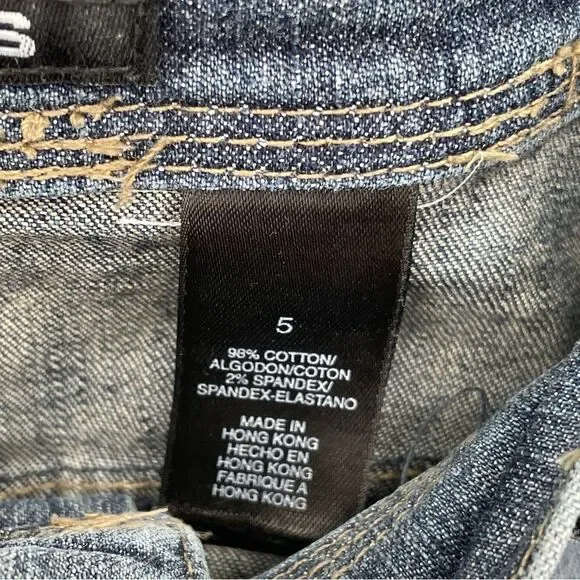 S
5
98% COTTON/
ALGODON/COTON
2% SPANDEX/
SPANDEX-ELASTANO
MADE IN
HONG KONG
HECHO EN
HONG KONG
FABRIQUE A
HONG KONG